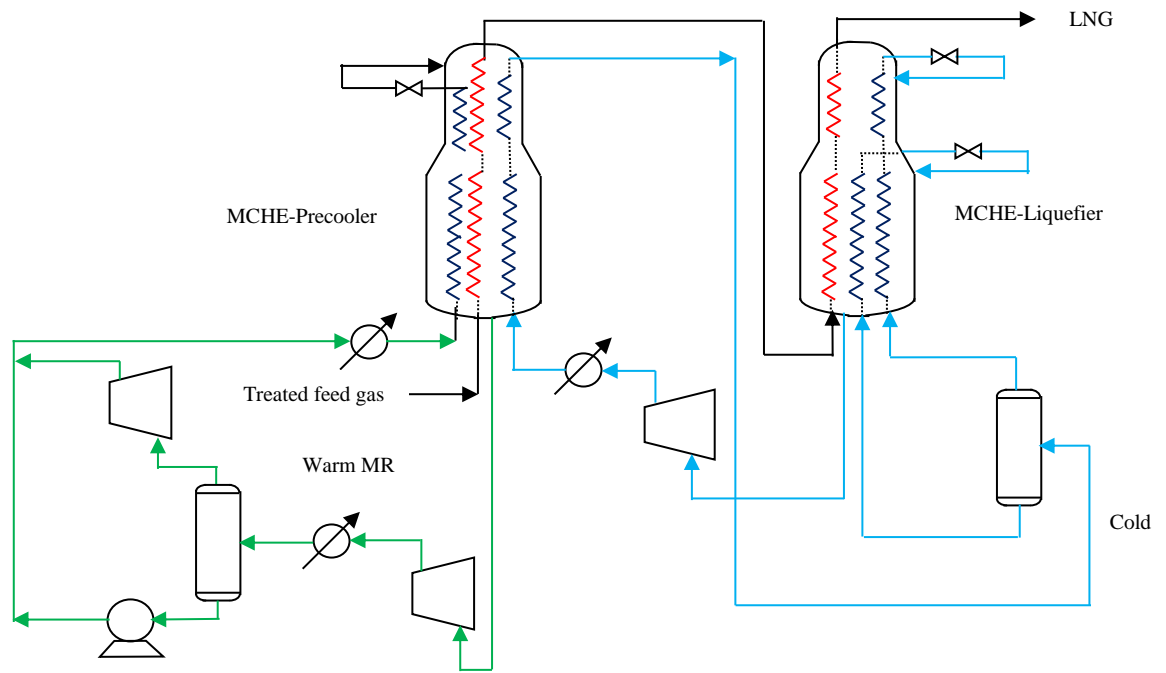 LNG
MCHE-Precooler
MCHE-Liquefier
Treated feed gas
Warm MR
Cold